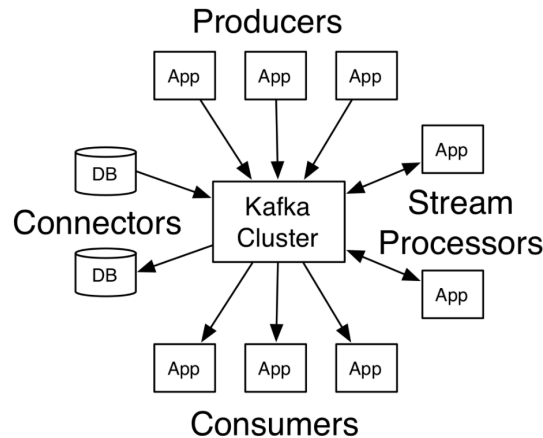 Producers
App
App
App
DB
App
Connectors
Kafka
Cluster
Stream
Processors
DB
App
App
App
App
Consumers